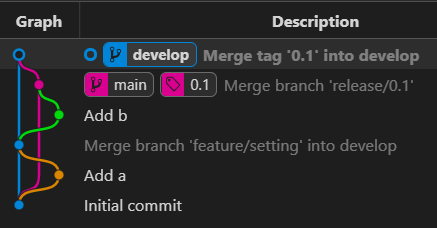 Graph Description
develop Merge tag '0.1' into develop
main 0.1 Merge branch 'release/0.1'
Add b
Merge branch 'feature/setting' into develop
Add a
Initial commit